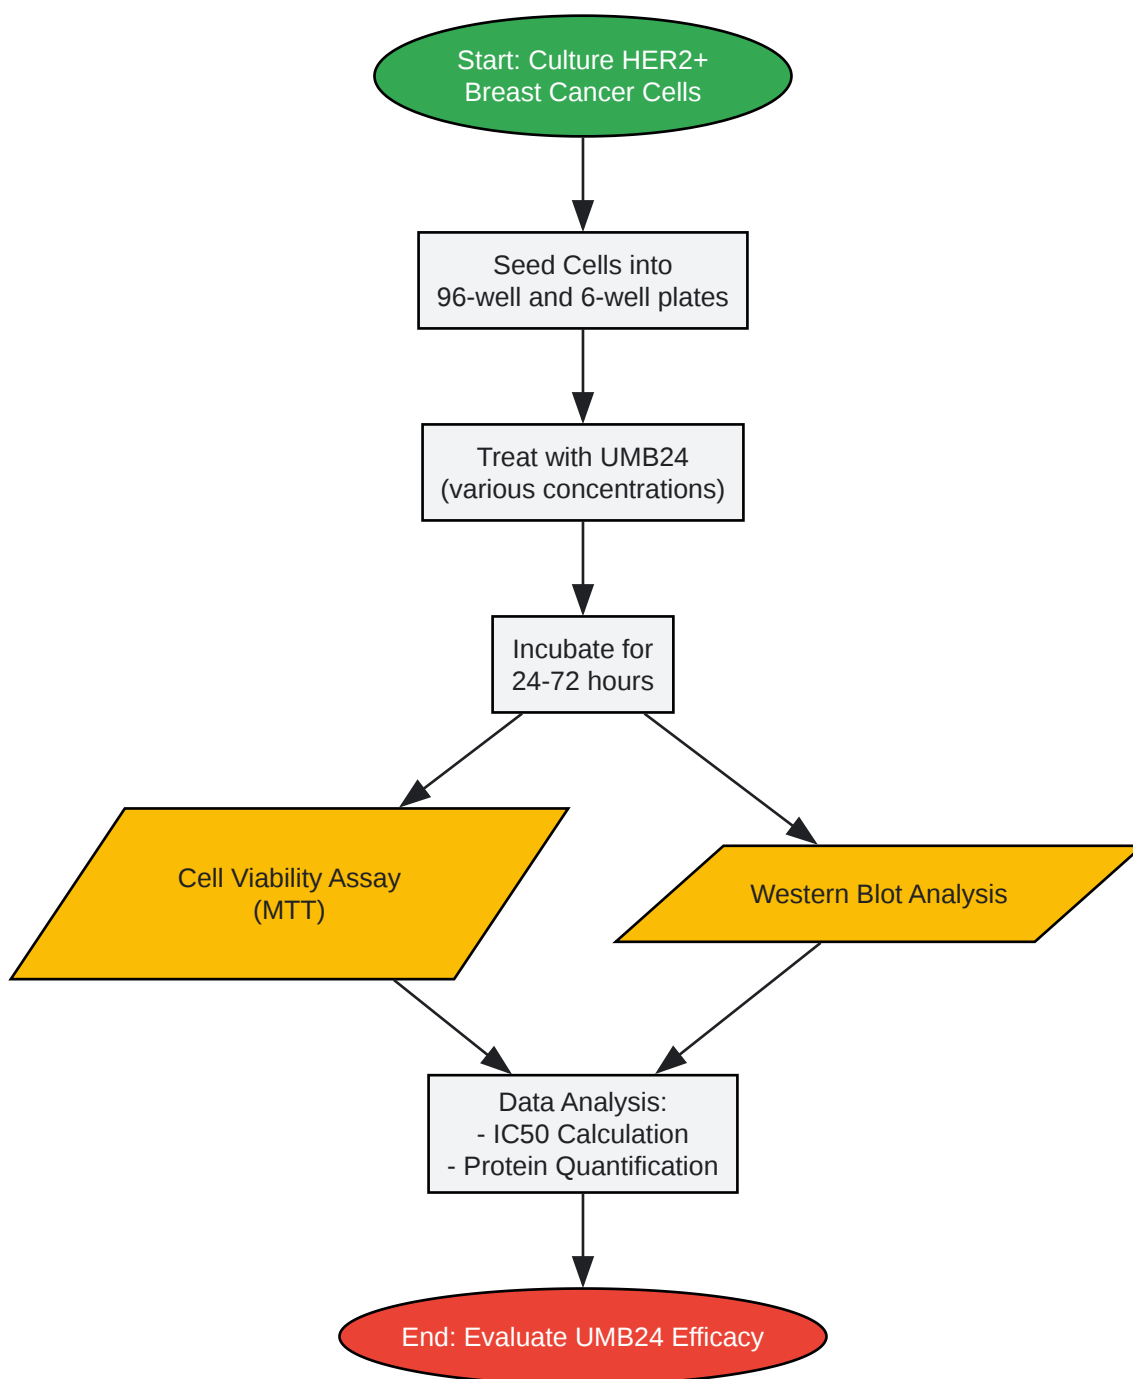 Start: Culture HER2+
Breast Cancer Cells
Seed Cells into
96-well and 6-well plates
Treat with UMB24
(various concentrations)
Incubate for
24-72 hours
Cell Viability Assay
(MTT)
Western Blot Analysis
Data Analysis:
- IC50 Calculation
- Protein Quantification
End: Evaluate UMB24 Efficacy